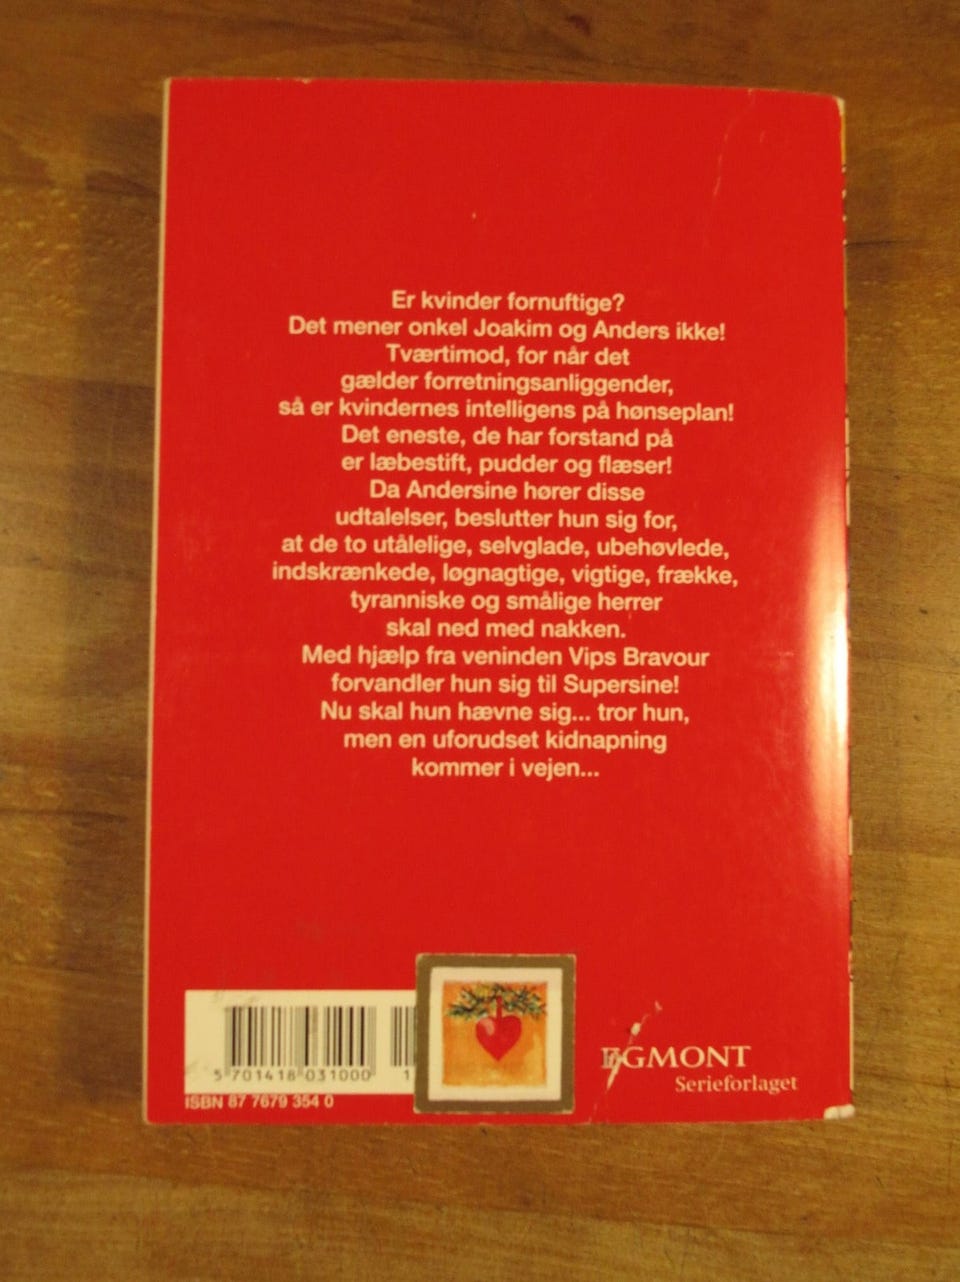 Er kvinder fornuftige?
Det mener onkel Joakim og Anders ikke!
Tværtimod, for når det
gælder forretningsanliggender,
så er kvindernes intelligens på hønseplan!
Det eneste, de har forstand på
er læbestift, pudder og flæser!
Da Andersine hører disse
udtalelser, beslutter hun sig for,
at de to utålelige, selvglade, ubehøvlede,
indskrænkede, løgnagtige, vigtige, frække,
tyranniske og smålige herrer
skal ned med nakken.
Med hjælp fra veninden Vips Bravour
forvandler hun sig til Supersine!
Nu skal hun hævne sig... tror hun,
men en uforudset kidnapning
kommer i vejen...
5 701418 031000
ISBN 87 7679 354 0
EGMONT
Serieforlaget